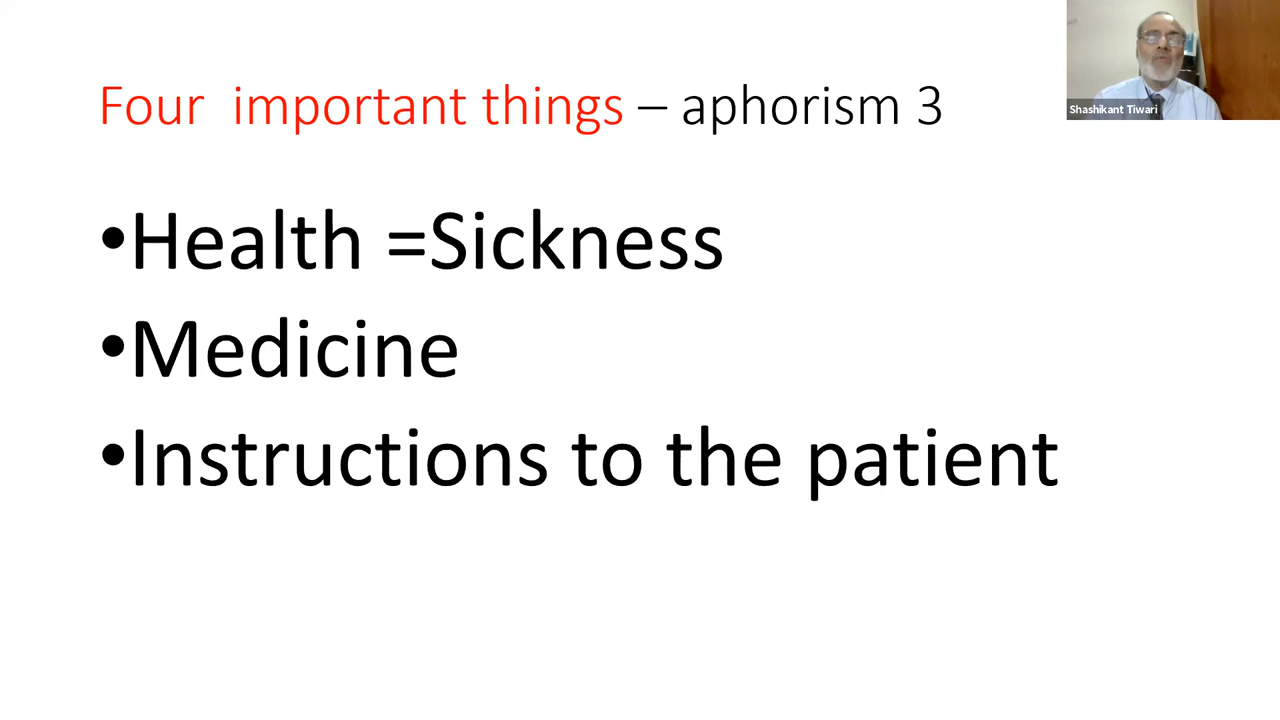 Four important things – aphorism 3
Shashikant Tiwari
•Health =Sickness
•Medicine
•Instructions to the patient